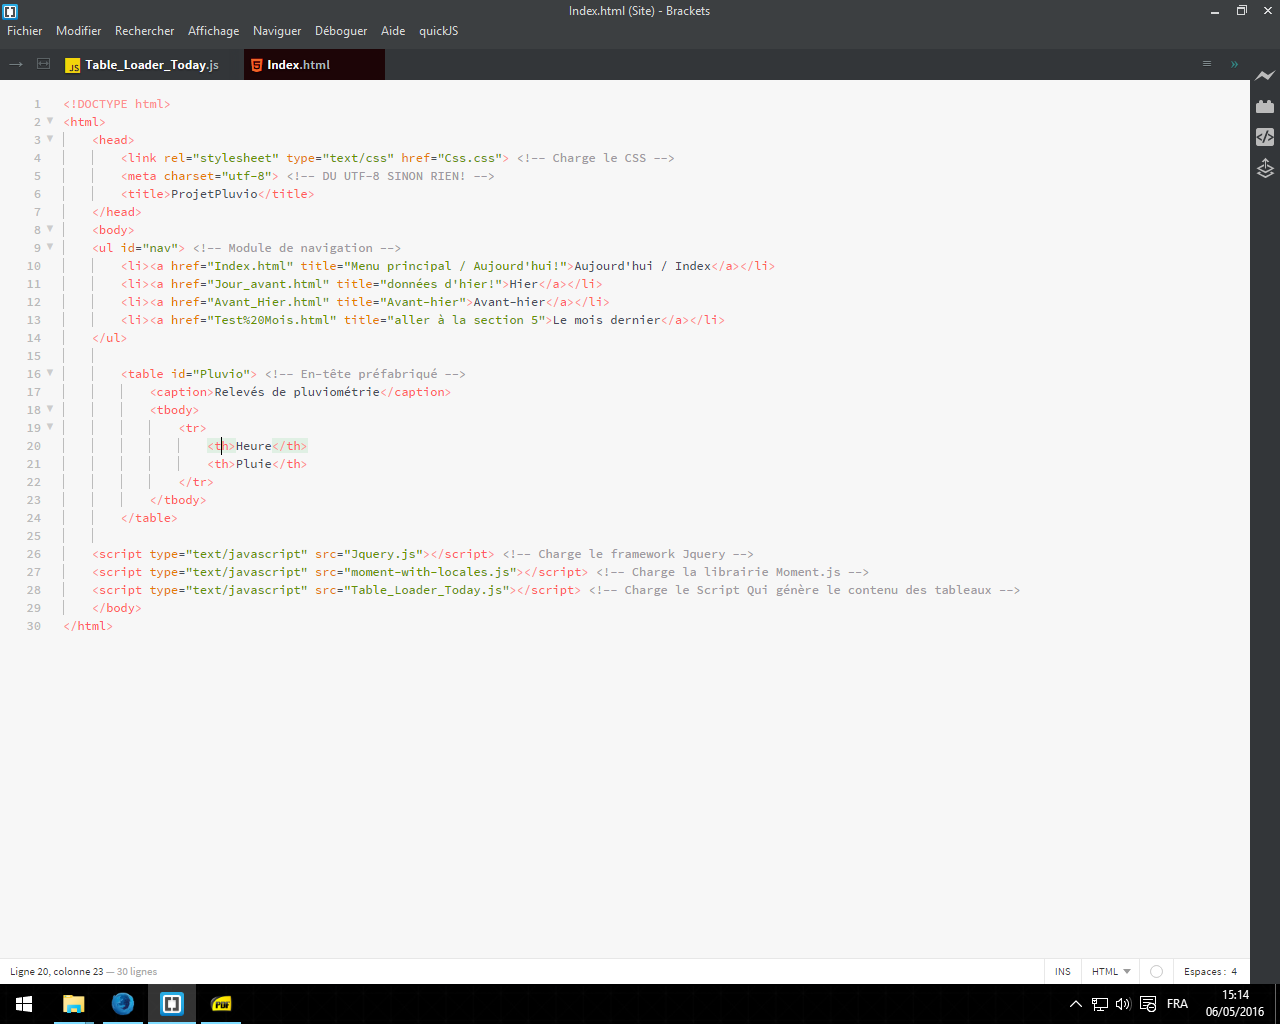 Index.html (Site) - Brackets
Fichier Modifier Rechercher Affichage Naviguer Déboguer Aide quickJS
JS Table_Loader_Today.js Index.html
1 <!DOCTYPE html>
2 <html>
3 <head>
4 <link rel="stylesheet" type="text/css" href="Css.css"> <!-- Charge le CSS -->
5 <meta charset="utf-8"> <!-- DU UTF-8 SINON RIEN! -->
6 <title>ProjetPluvio</title>
7 </head>
8 <body>
9 <ul id="nav"> <!-- Module de navigation -->
10 <li><a href="Index.html" title="Menu principal / Aujourd'hui!">Aujourd'hui / Index</a></li>
11 <li><a href="Jour_avant.html" title="données d'hier!">Hier</a></li>
12 <li><a href="Avant_Hier.html" title="Avant-hier">Avant-hier</a></li>
13 <li><a href="Test%20Mois.html" title="aller à la section 5">Le mois dernier</a></li>
14 </ul>
15
16 <table id="Pluvio"> <!-- En-tête préfabriqué -->
17 <caption>Relevés de pluviométrie</caption>
18 <tbody>
19 <tr>
20 <th>Heure</th>
21 <th>Pluie</th>
22 </tr>
23 </tbody>
24 </table>
25
26 <script type="text/javascript" src="Jquery.js"></script> <!-- Charge le framework Jquery -->
27 <script type="text/javascript" src="moment-with-locales.js"></script> <!-- Charge la librairie Moment.js -->
28 <script type="text/javascript" src="Table_Loader_Today.js"></script> <!-- Charge le Script Qui génère le contenu des tableaux -->
29 </body>
30 </html>
Ligne 20, colonne 23 — 30 lignes INS HTML Espaces : 4
PDF FRA 15:14
06/05/2016